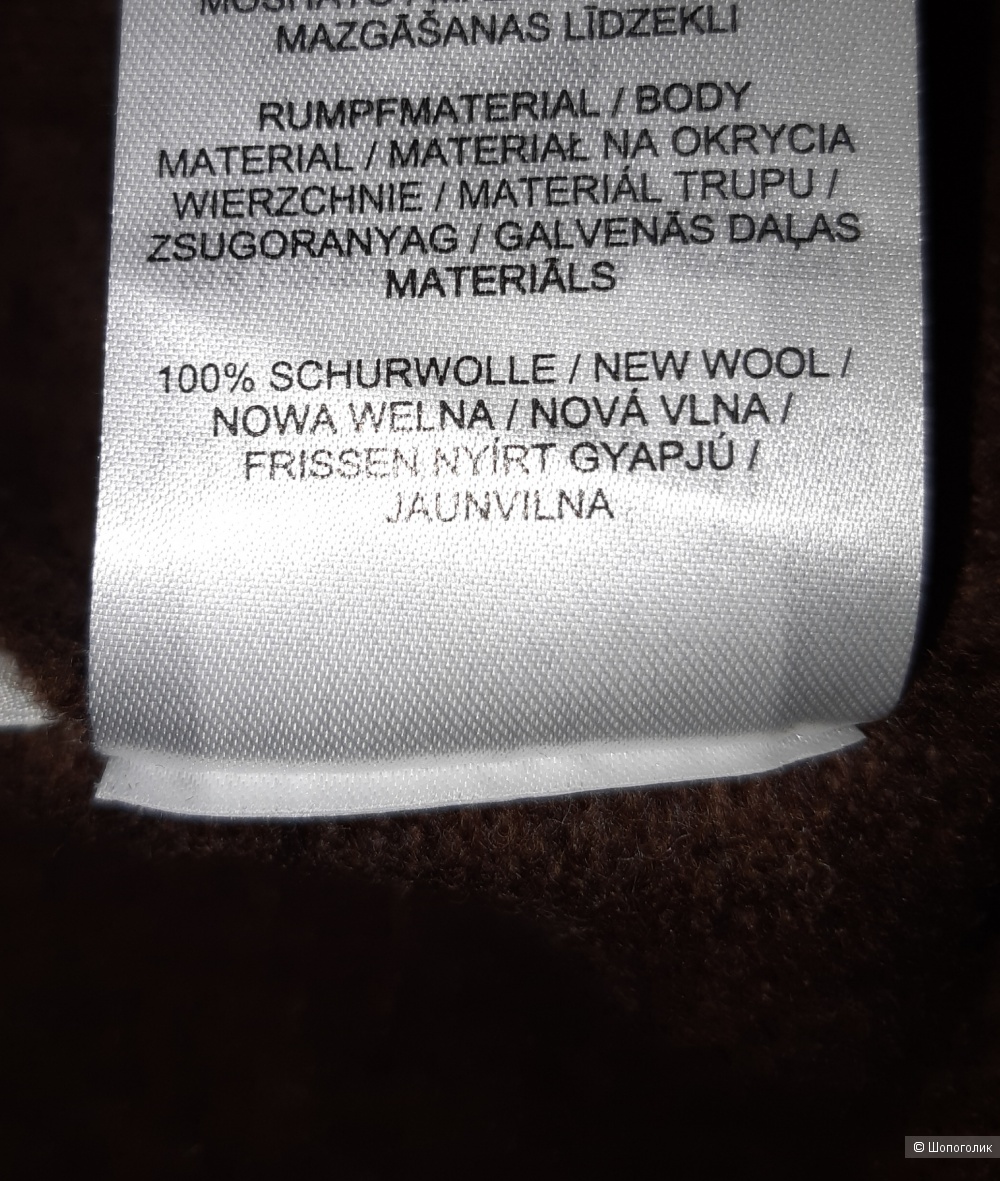 MAZGĀŠANAS LĪDZEKLI
RUMPFMATERIAL / BODY
MATERIAL / MATERIAŁ NA OKRYCIA
WIERZCHNIE / MATERIÁL TRUPU /
ZSUGORANYAG / GALVENĀS DAĻAS
MATERIĀLS
100% SCHURWOLLE / NEW WOOL /
NOWA WELNA / NOVÁ VLNA /
FRISSEN NYÍRT GYAPJÚ /
JAUNVILNA
© Шопоголик